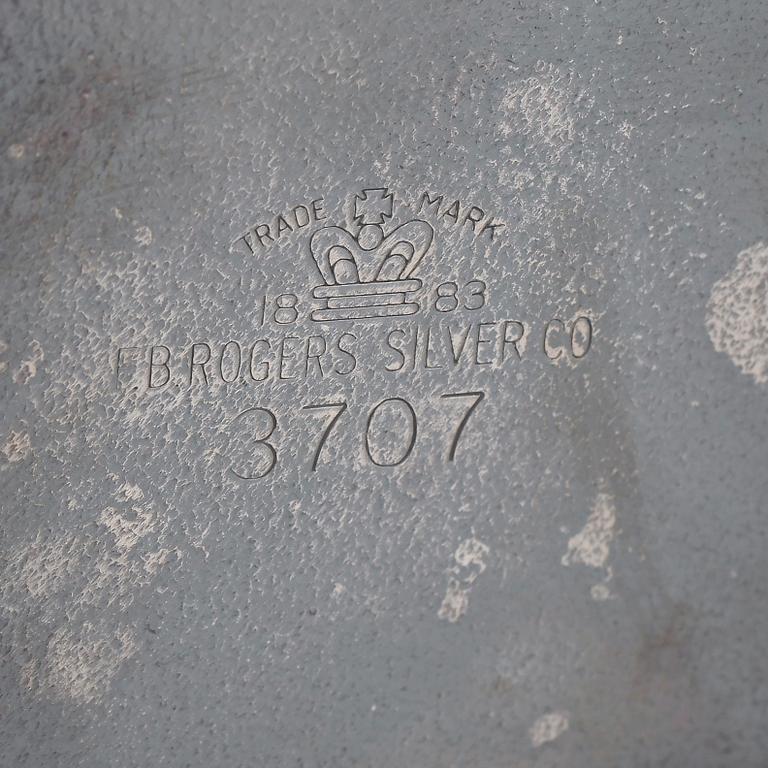 TRADE MARK
18 83
F.B. ROGERS SILVER CO
3707